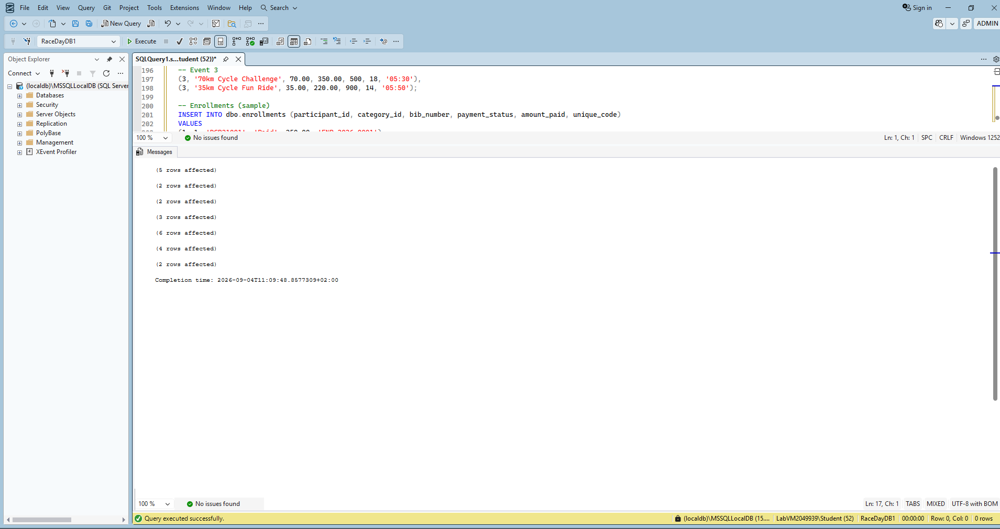 File Edit View Query Git Project Tools Extensions Window Help Search Sign in
New Query ADMIN
RaceDayDB1 Execute
Object Explorer
Connect
(localdb)\MSSQLLocalDB (SQL Server
Databases
Security
Server Objects
Replication
PolyBase
Management
XEvent Profiler
SQLQuery1.s...tudent (52))*
196 -- Event 3
197 (3, '70km Cycle Challenge', 70.00, 350.00, 500, 18, '05:30'),
198 (3, '35km Cycle Fun Ride', 35.00, 220.00, 900, 14, '05:50');
199
200 -- Enrollments (sample)
201 INSERT INTO dbo.enrollments (participant_id, category_id, bib_number, payment_status, amount_paid, unique_code)
202 VALUES
100 % No issues found Ln: 1, Ch: 1 SPC CRLF Windows 1252
Messages
(5 rows affected)
(2 rows affected)
(2 rows affected)
(3 rows affected)
(6 rows affected)
(4 rows affected)
(2 rows affected)
Completion time: 2026-09-04T11:09:48.8577309+02:00
100 % No issues found Ln: 17, Ch: 1 TABS MIXED UTF-8 with BOM
Query executed successfully. (localdb)\MSSQLLocalDB (15.... LabVM2049939\Student (52) RaceDayDB1 00:00:00 Row: 0, Col: 0 0 rows